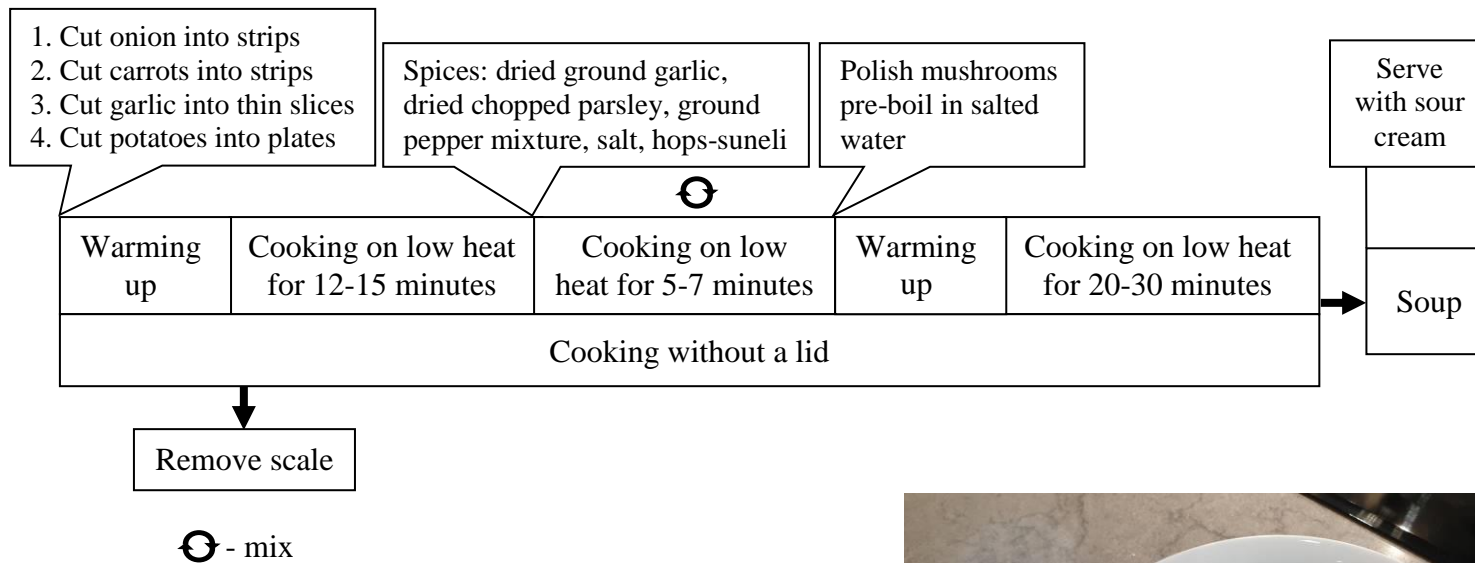 1. Cut onion into strips
2. Cut carrots into strips
3. Cut garlic into thin slices
4. Cut potatoes into plates
Spices: dried ground garlic,
dried chopped parsley, ground
pepper mixture, salt, hops-suneli
Polish mushrooms
pre-boil in salted
water
Serve
with sour
cream
Warming
up
Cooking on low heat
for 12-15 minutes
Cooking on low
heat for 5-7 minutes
Warming
up
Cooking on low heat
for 20-30 minutes
Soup
Cooking without a lid
Remove scale
- mix